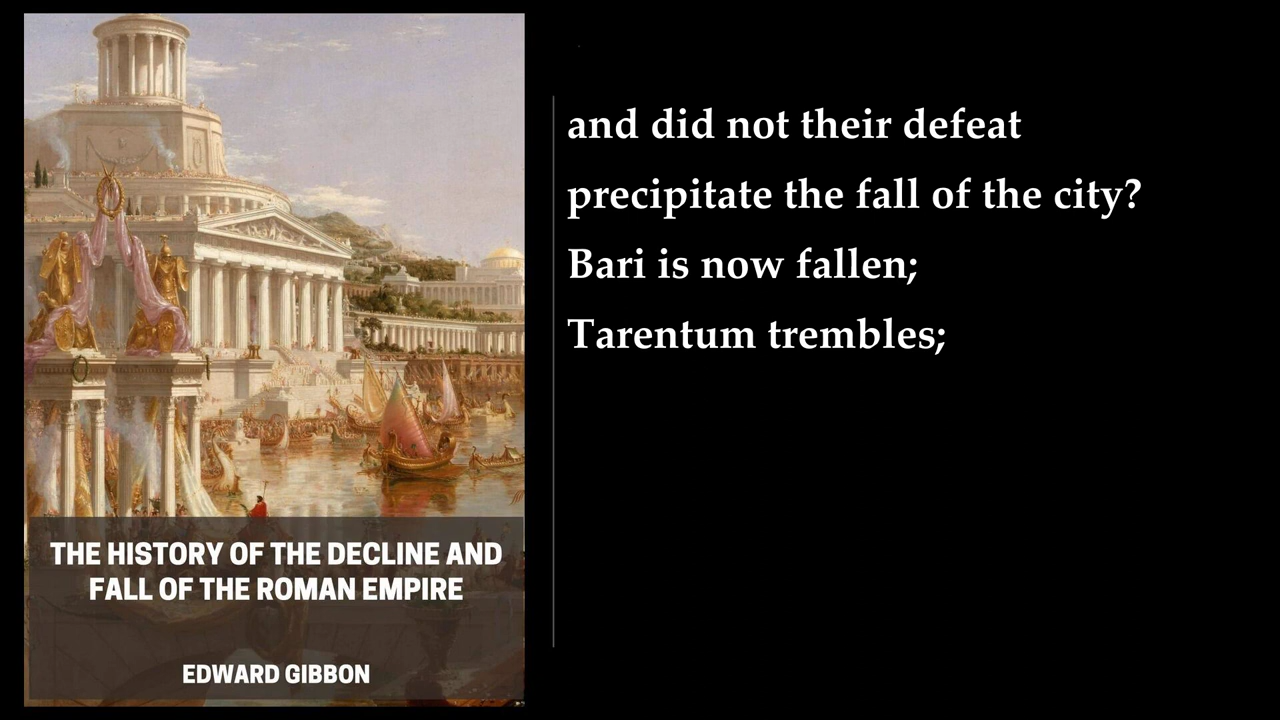 THE HISTORY OF THE DECLINE AND
FALL OF THE ROMAN EMPIRE
EDWARD GIBBON
and did not their defeat
precipitate the fall of the city?
Bari is now fallen;
Tarentum trembles;